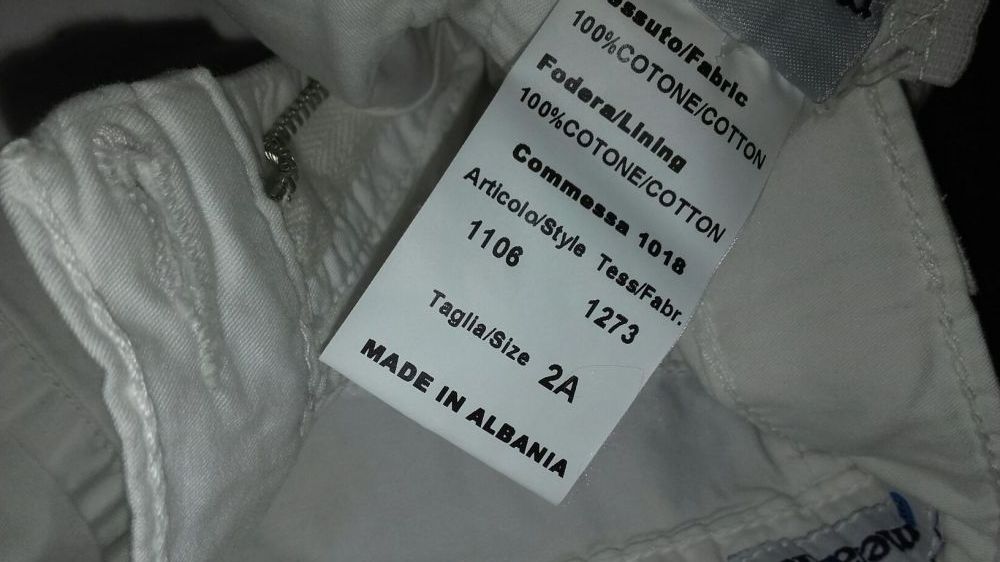 ssuto/Fabric
100%COTONE/COTTON
Fodera/Lining
100%COTONE/COTTON
Commessa 1018
Articolo/Style Tess/Fabr.
1106 1273
Taglia/Size 2A
MADE IN ALBANIA